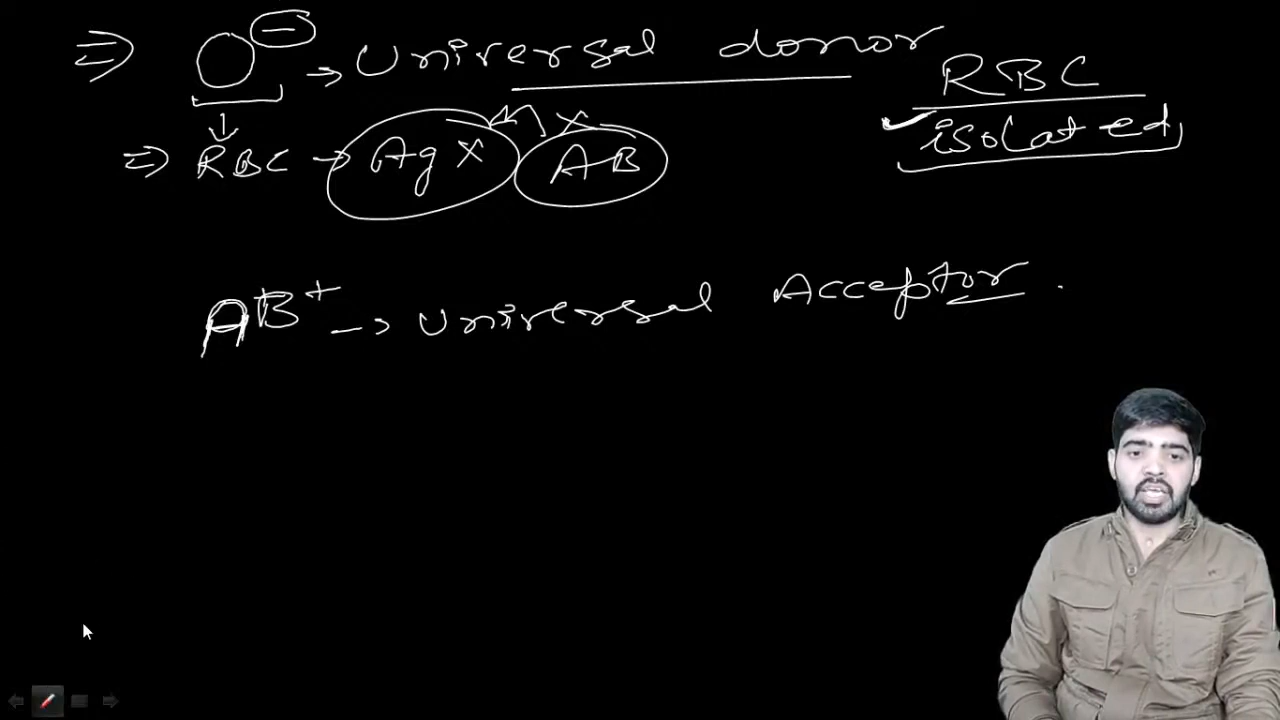 => O⊖ → Universal donor
RBC
isolated
=> RBC → Ag X AB
AB+ → Universal Acceptor.